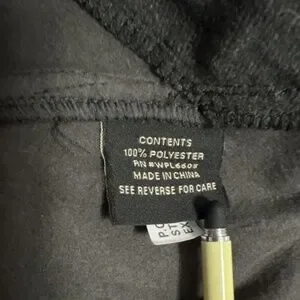 CONTENTS
100% POLYESTER
RN #WPL6608
MADE IN CHINA
SEE REVERSE FOR CARE